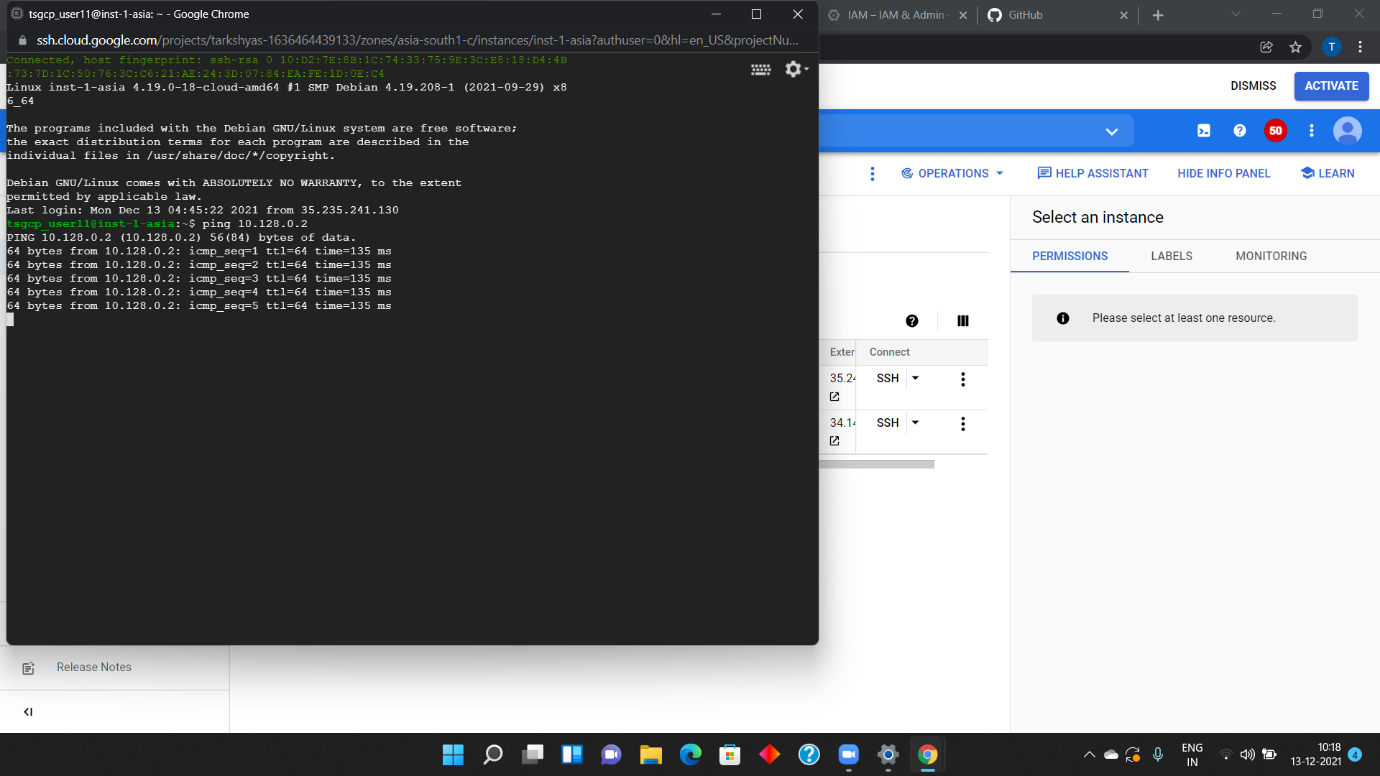 tsgcp_user11@inst-1-asia: ~ - Google Chrome
IAM – IAM & Admin
GitHub
ssh.cloud.google.com/projects/tarkshyas-1636464439133/zones/asia-south1-c/instances/inst-1-asia?authuser=0&hl=en_US&projectNu...
T
Connected, host fingerprint: ssh-rsa 0 10:D2:7E:8B:1C:74:33:75:9E:3C:E8:18:D4:4B
:73:7D:1C:50:76:3C:C6:21:AE:24:3D:07:84:EA:FE:1D:0E:C4
Linux inst-1-asia 4.19.0-18-cloud-amd64 #1 SMP Debian 4.19.208-1 (2021-09-29) x8
6_64
The programs included with the Debian GNU/Linux system are free software;
the exact distribution terms for each program are described in the
individual files in /usr/share/doc/*/copyright.
Debian GNU/Linux comes with ABSOLUTELY NO WARRANTY, to the extent
permitted by applicable law.
Last login: Mon Dec 13 04:45:22 2021 from 35.235.241.130
tsgcp_user11@inst-1-asia:~$ ping 10.128.0.2
PING 10.128.0.2 (10.128.0.2) 56(84) bytes of data.
64 bytes from 10.128.0.2: icmp_seq=1 ttl=64 time=135 ms
64 bytes from 10.128.0.2: icmp_seq=2 ttl=64 time=135 ms
64 bytes from 10.128.0.2: icmp_seq=3 ttl=64 time=135 ms
64 bytes from 10.128.0.2: icmp_seq=4 ttl=64 time=135 ms
64 bytes from 10.128.0.2: icmp_seq=5 ttl=64 time=135 ms
DISMISS
ACTIVATE
50
OPERATIONS
HELP ASSISTANT
HIDE INFO PANEL
LEARN
Select an instance
PERMISSIONS
LABELS
MONITORING
Please select at least one resource.
Exter
Connect
35.24
SSH
34.14
SSH
Release Notes
ENG
IN
10:18
13-12-2021
4